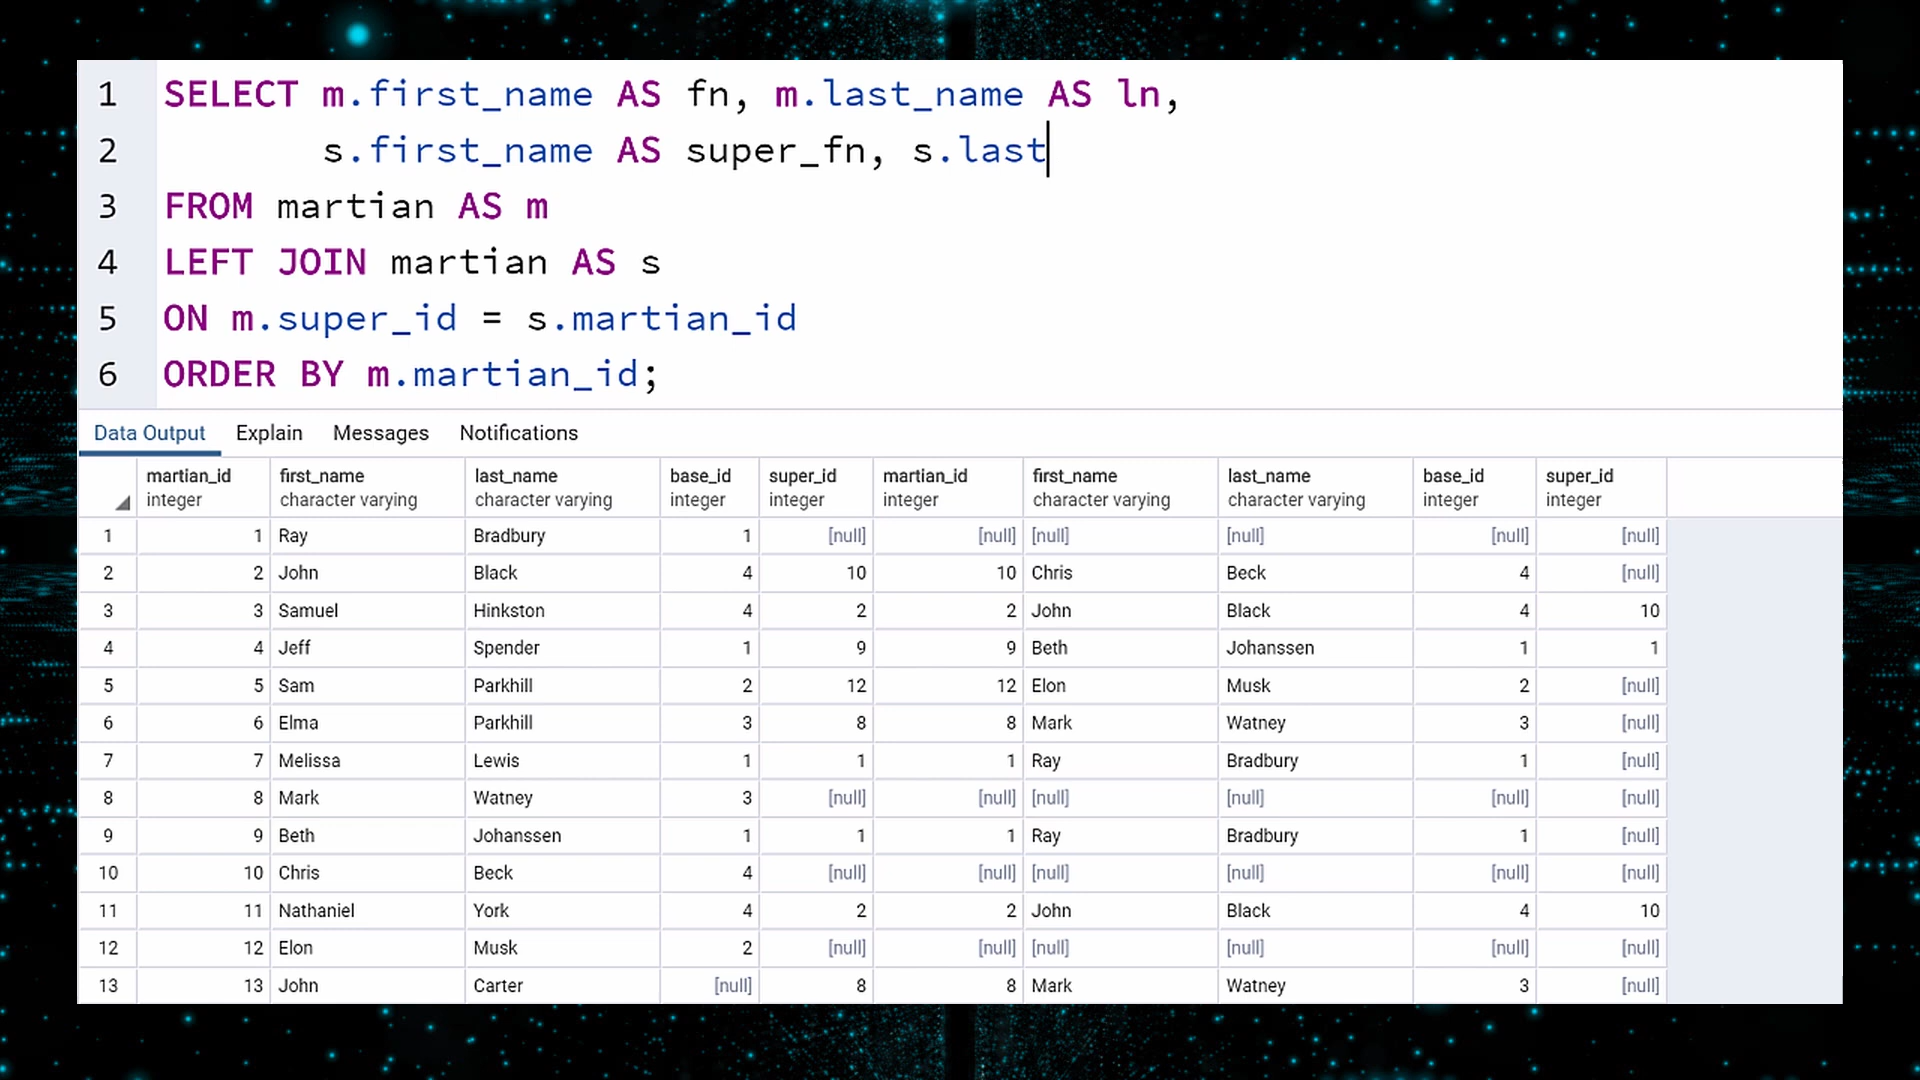 1 SELECT m.first_name AS fn, m.last_name AS ln,
2 s.first_name AS super_fn, s.last
3 FROM martian AS m
4 LEFT JOIN martian AS s
5 ON m.super_id = s.martian_id
6 ORDER BY m.martian_id;
Data Output Explain Messages Notifications
martian_id first_name last_name base_id super_id martian_id first_name last_name base_id super_id
integer character varying character varying integer integer integer character varying character varying integer integer
1 1 Ray Bradbury 1 [null] [null] [null] [null] [null] [null]
2 2 John Black 4 10 10 Chris Beck 4 [null]
3 3 Samuel Hinkston 4 2 2 John Black 4 10
4 4 Jeff Spender 1 9 9 Beth Johanssen 1 1
5 5 Sam Parkhill 2 12 12 Elon Musk 2 [null]
6 6 Elma Parkhill 3 8 8 Mark Watney 3 [null]
7 7 Melissa Lewis 1 1 1 Ray Bradbury 1 [null]
8 8 Mark Watney 3 [null] [null] [null] [null] [null] [null]
9 9 Beth Johanssen 1 1 1 Ray Bradbury 1 [null]
10 10 Chris Beck 4 [null] [null] [null] [null] [null] [null]
11 11 Nathaniel York 4 2 2 John Black 4 10
12 12 Elon Musk 2 [null] [null] [null] [null] [null] [null]
13 13 John Carter [null] 8 8 Mark Watney 3 [null]